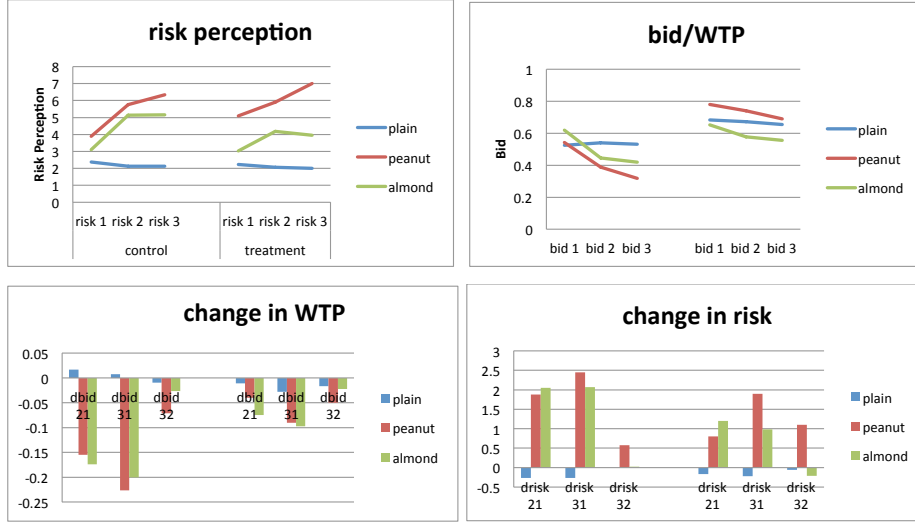 risk perception
8
7
6
5
4
3
2
1
0
Risk Perception
risk 1 risk 2 risk 3 risk 1 risk 2 risk 3
control treatment
plain
peanut
almond
bid/WTP
1
0.8
0.6
0.4
0.2
0
Bid
bid 1 bid 2 bid 3 bid 1 bid 2 bid 3
plain
peanut
almond
change in WTP
0.05
0
-0.05
-0.1
-0.15
-0.2
-0.25
dbid dbid dbid dbid dbid dbid
21 31 32 21 31 32
plain
peanut
almond
change in risk
3
2.5
2
1.5
1
0.5
0
-0.5
drisk drisk drisk drisk drisk drisk
21 31 32 21 31 32
plain
peanut
almond